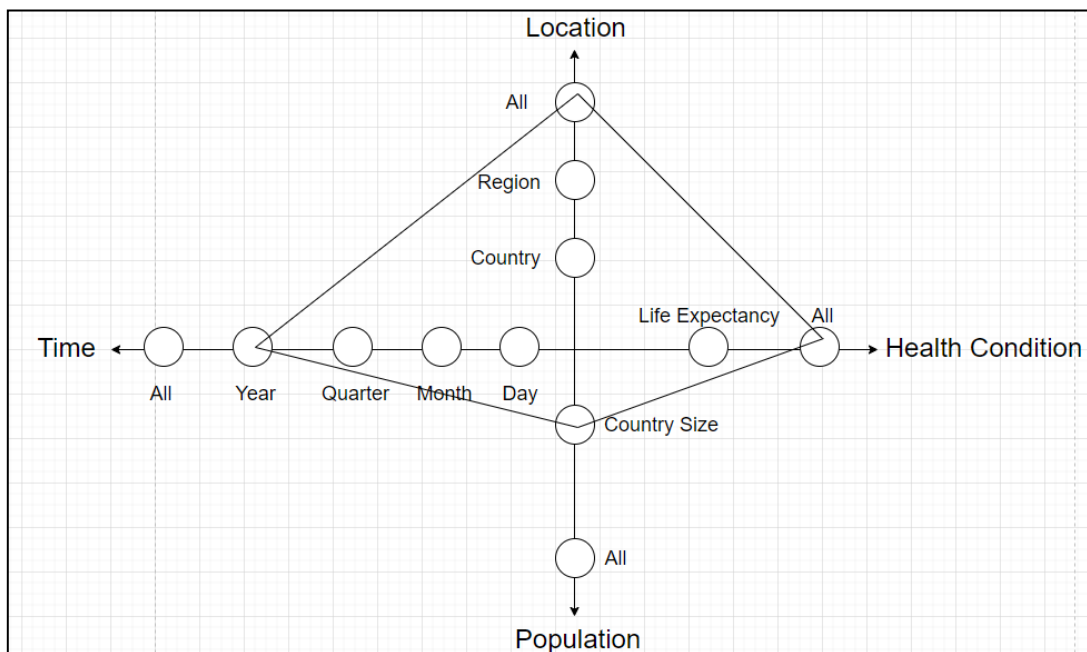 Location
All
Region
Country
Life Expectancy
All
Time
Health Condition
All
Year
Quarter
Month
Day
Country Size
All
Population